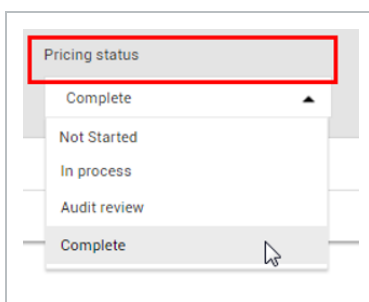 Pricing status
Complete
Not Started
In process
Audit review
Complete